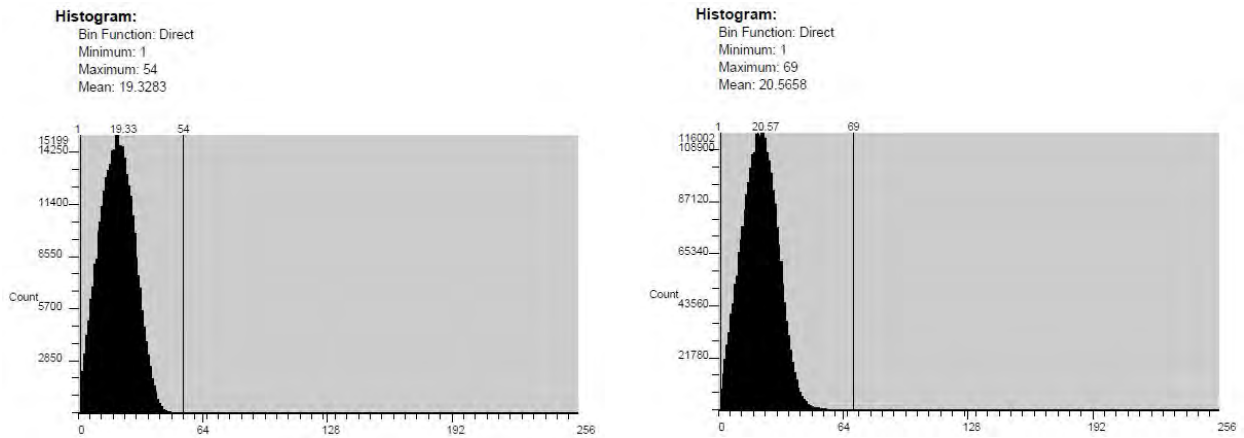 Histogram:
Bin Function: Direct
Minimum: 1
Maximum: 54
Mean: 19.3283
1 19.33 54
15199
14250
11400
8550
Count 5700
2850
0 64 128 192 256
Histogram:
Bin Function: Direct
Minimum: 1
Maximum: 69
Mean: 20.5658
1 20.57 69
116002
108900
87120
65340
Count 43560
21780
0 64 128 192 256